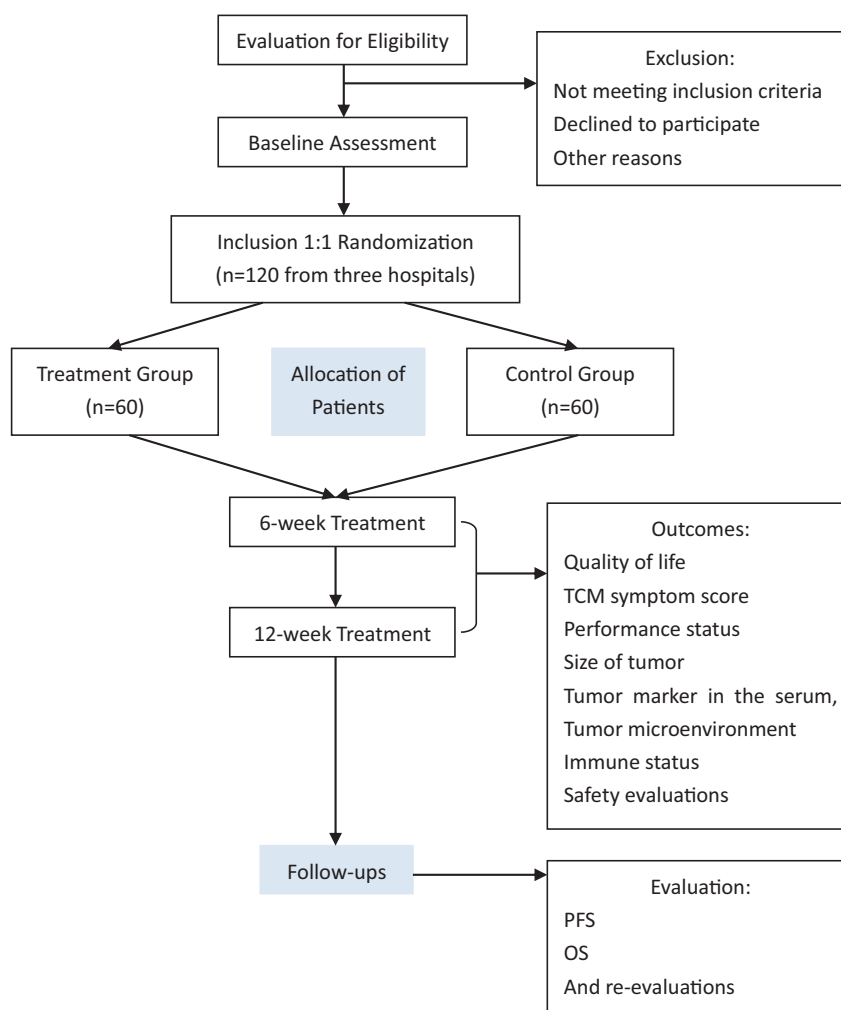 Evaluation for Eligibility
Exclusion:
Not meeting inclusion criteria
Declined to participate
Other reasons
Baseline Assessment
Inclusion 1:1 Randomization
(n=120 from three hospitals)
Treatment Group
(n=60)
Allocation of
Patients
Control Group
(n=60)
6-week Treatment
12-week Treatment
Outcomes:
Quality of life
TCM symptom score
Performance status
Size of tumor
Tumor marker in the serum,
Tumor microenvironment
Immune status
Safety evaluations
Follow-ups
Evaluation:
PFS
OS
And re-evaluations